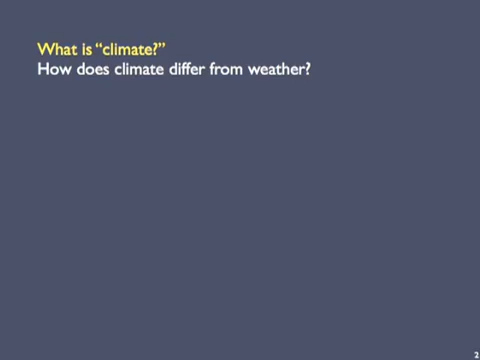 What is “climate?”
How does climate differ from weather?
2